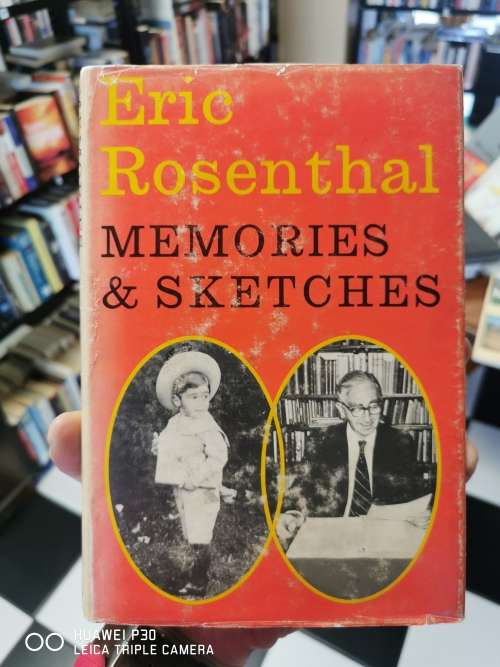 Eric
Rosenthal
MEMORIES
& SKETCHES
HUAWEI P30
LEICA TRIPLE CAMERA